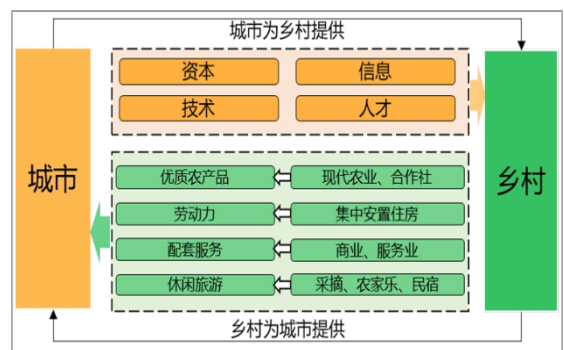 城市为乡村提供
资本
信息
技术
人才
城市
乡村
优质农产品
现代农业、合作社
劳动力
集中安置住房
配套服务
商业、服务业
休闲旅游
采摘、农家乐、民宿
乡村为城市提供